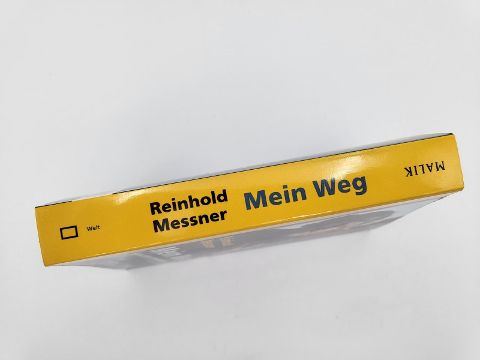 Welt
Reinhold
Messner
Mein Weg
MALIK